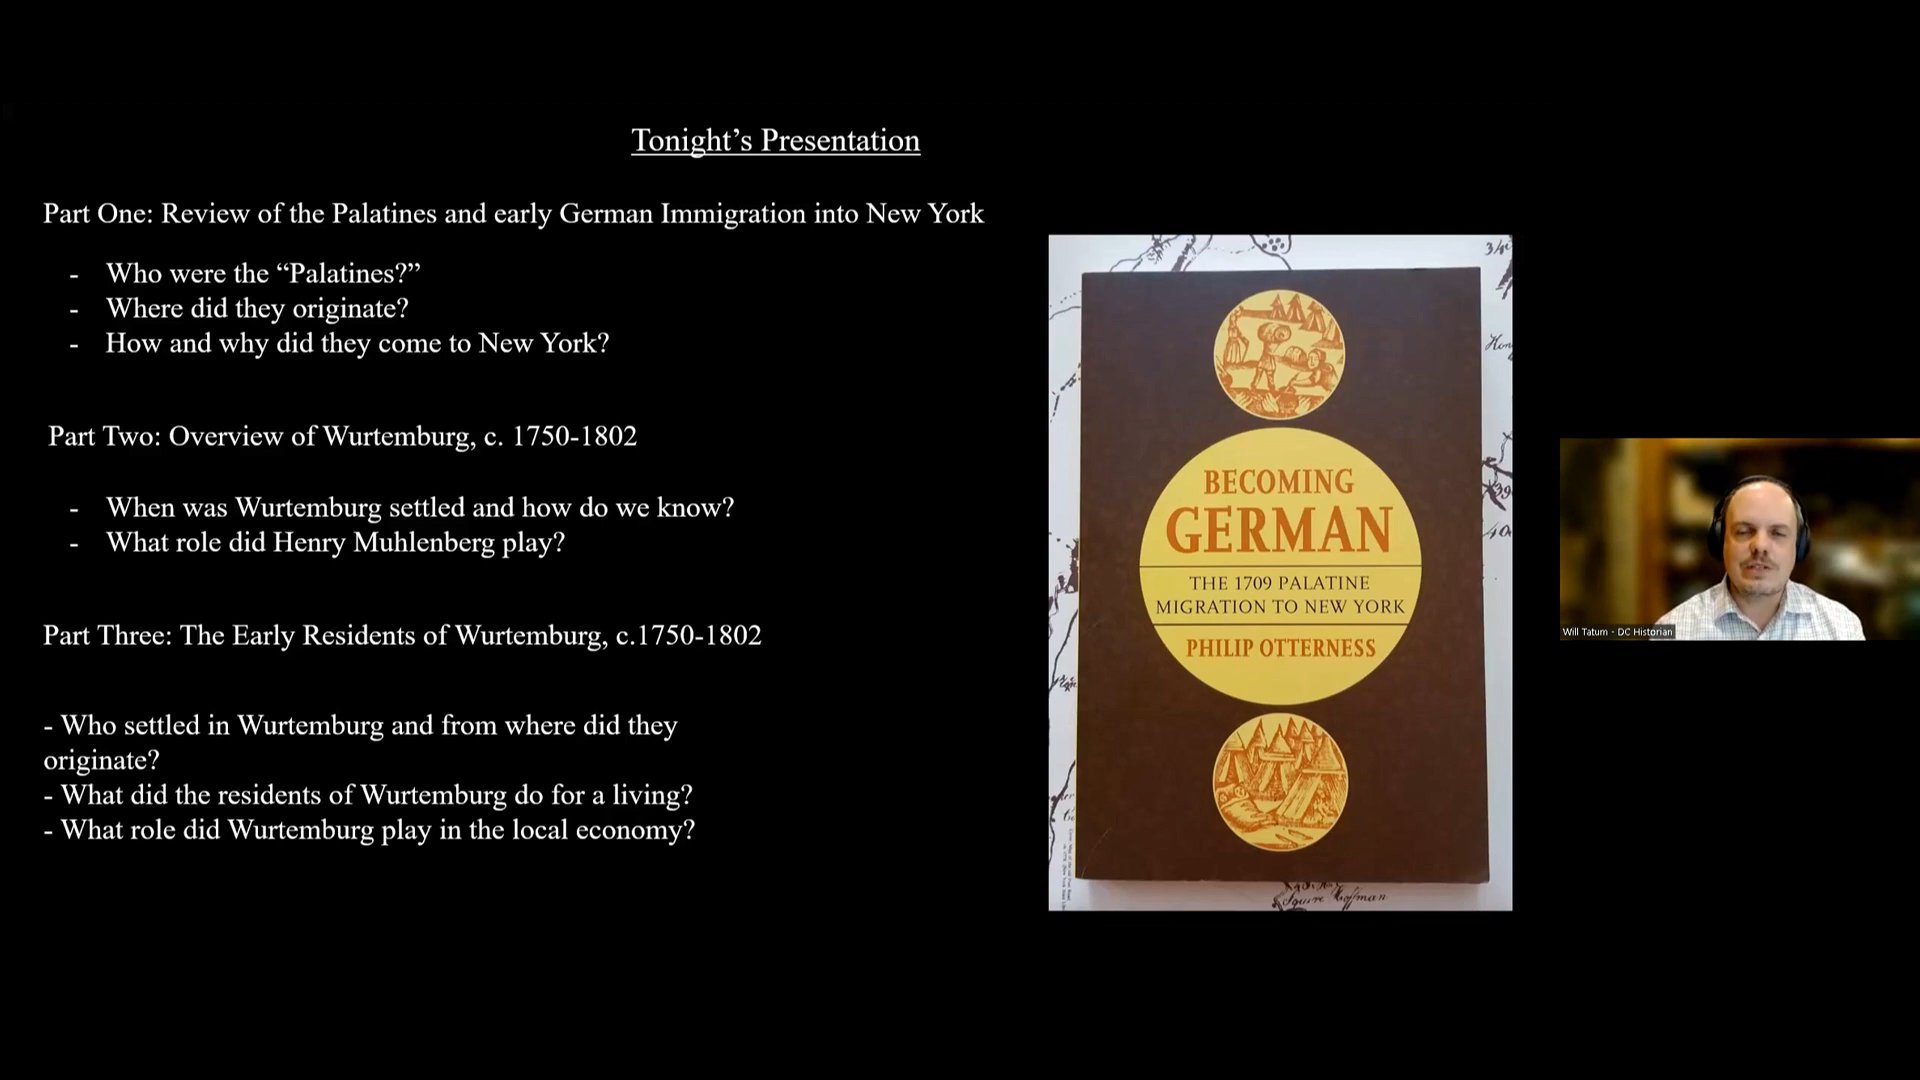 Tonight’s Presentation
Part One: Review of the Palatines and early German Immigration into New York
- Who were the “Palatines?”
- Where did they originate?
- How and why did they come to New York?
Part Two: Overview of Wurtemburg, c. 1750-1802
- When was Wurtemburg settled and how do we know?
- What role did Henry Muhlenberg play?
Part Three: The Early Residents of Wurtemburg, c.1750-1802
- Who settled in Wurtemburg and from where did they
originate?
- What did the residents of Wurtemburg do for a living?
- What role did Wurtemburg play in the local economy?
BECOMING
GERMAN
THE 1709 PALATINE
MIGRATION TO NEW YORK
PHILIP OTTERNESS
Squire Hoffman
Will Tatum - DC Historian